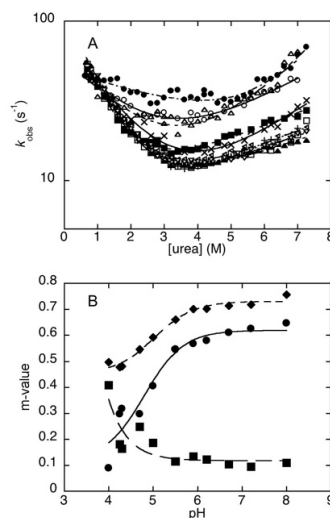 A
100
10
k_obs (s⁻¹)
0 1 2 3 4 5 6 7 8
[urea] (M)
B
0.8
0.7
0.6
0.5
0.4
0.3
0.2
0.1
0
m-value
3 4 5 6 7 8 9
pH